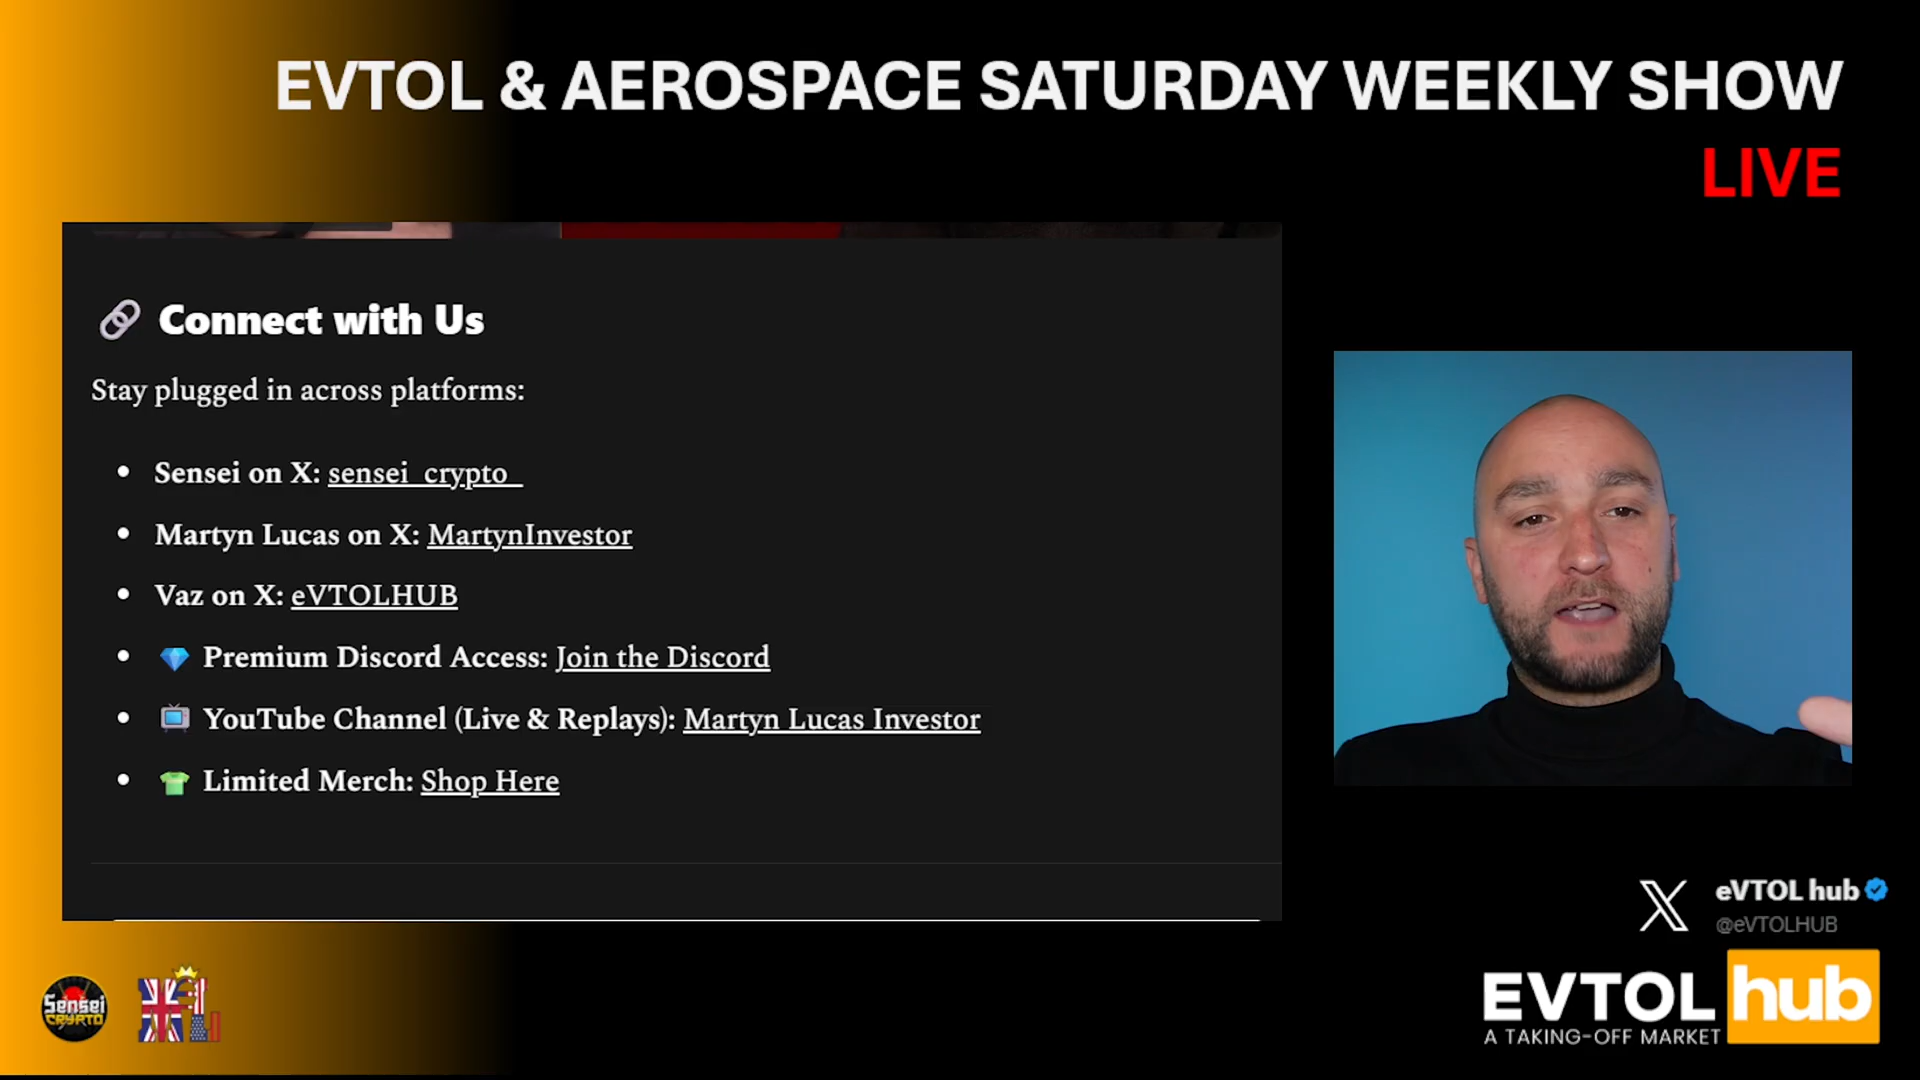 EVTOL & AEROSPACE SATURDAY WEEKLY SHOW
LIVE
Connect with Us
Stay plugged in across platforms:
Sensei on X: sensei_crypto_
Martyn Lucas on X: MartynInvestor
Vaz on X: eVTOLHUB
Premium Discord Access: Join the Discord
YouTube Channel (Live & Replays): Martyn Lucas Investor
Limited Merch: Shop Here
eVTOL hub
@eVTOLHUB
EVTOL hub
A TAKING-OFF MARKET
Sensei
CRYPTO